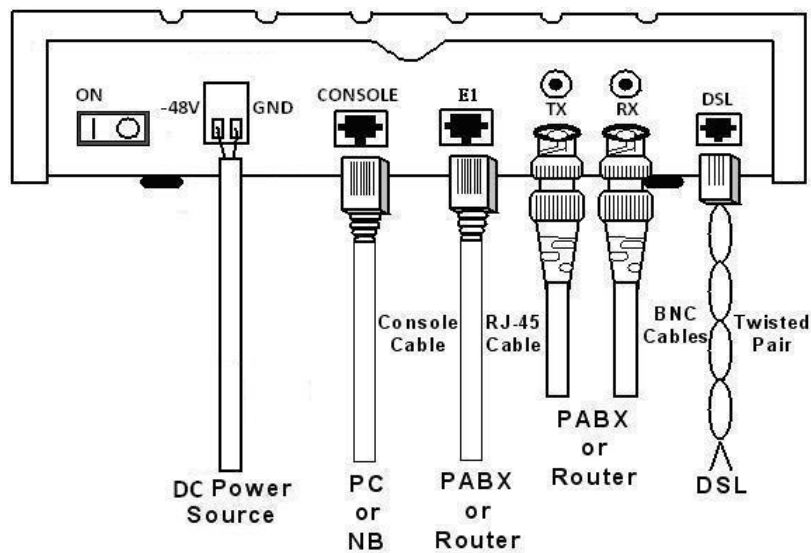 ON
-48V
GND
CONSOLE
E1
TX
RX
DSL
Console
Cable
RJ-45
Cable
BNC
Cables
Twisted
Pair
DC Power
Source
PC
or
NB
PABX
or
Router
PABX
or
Router
DSL